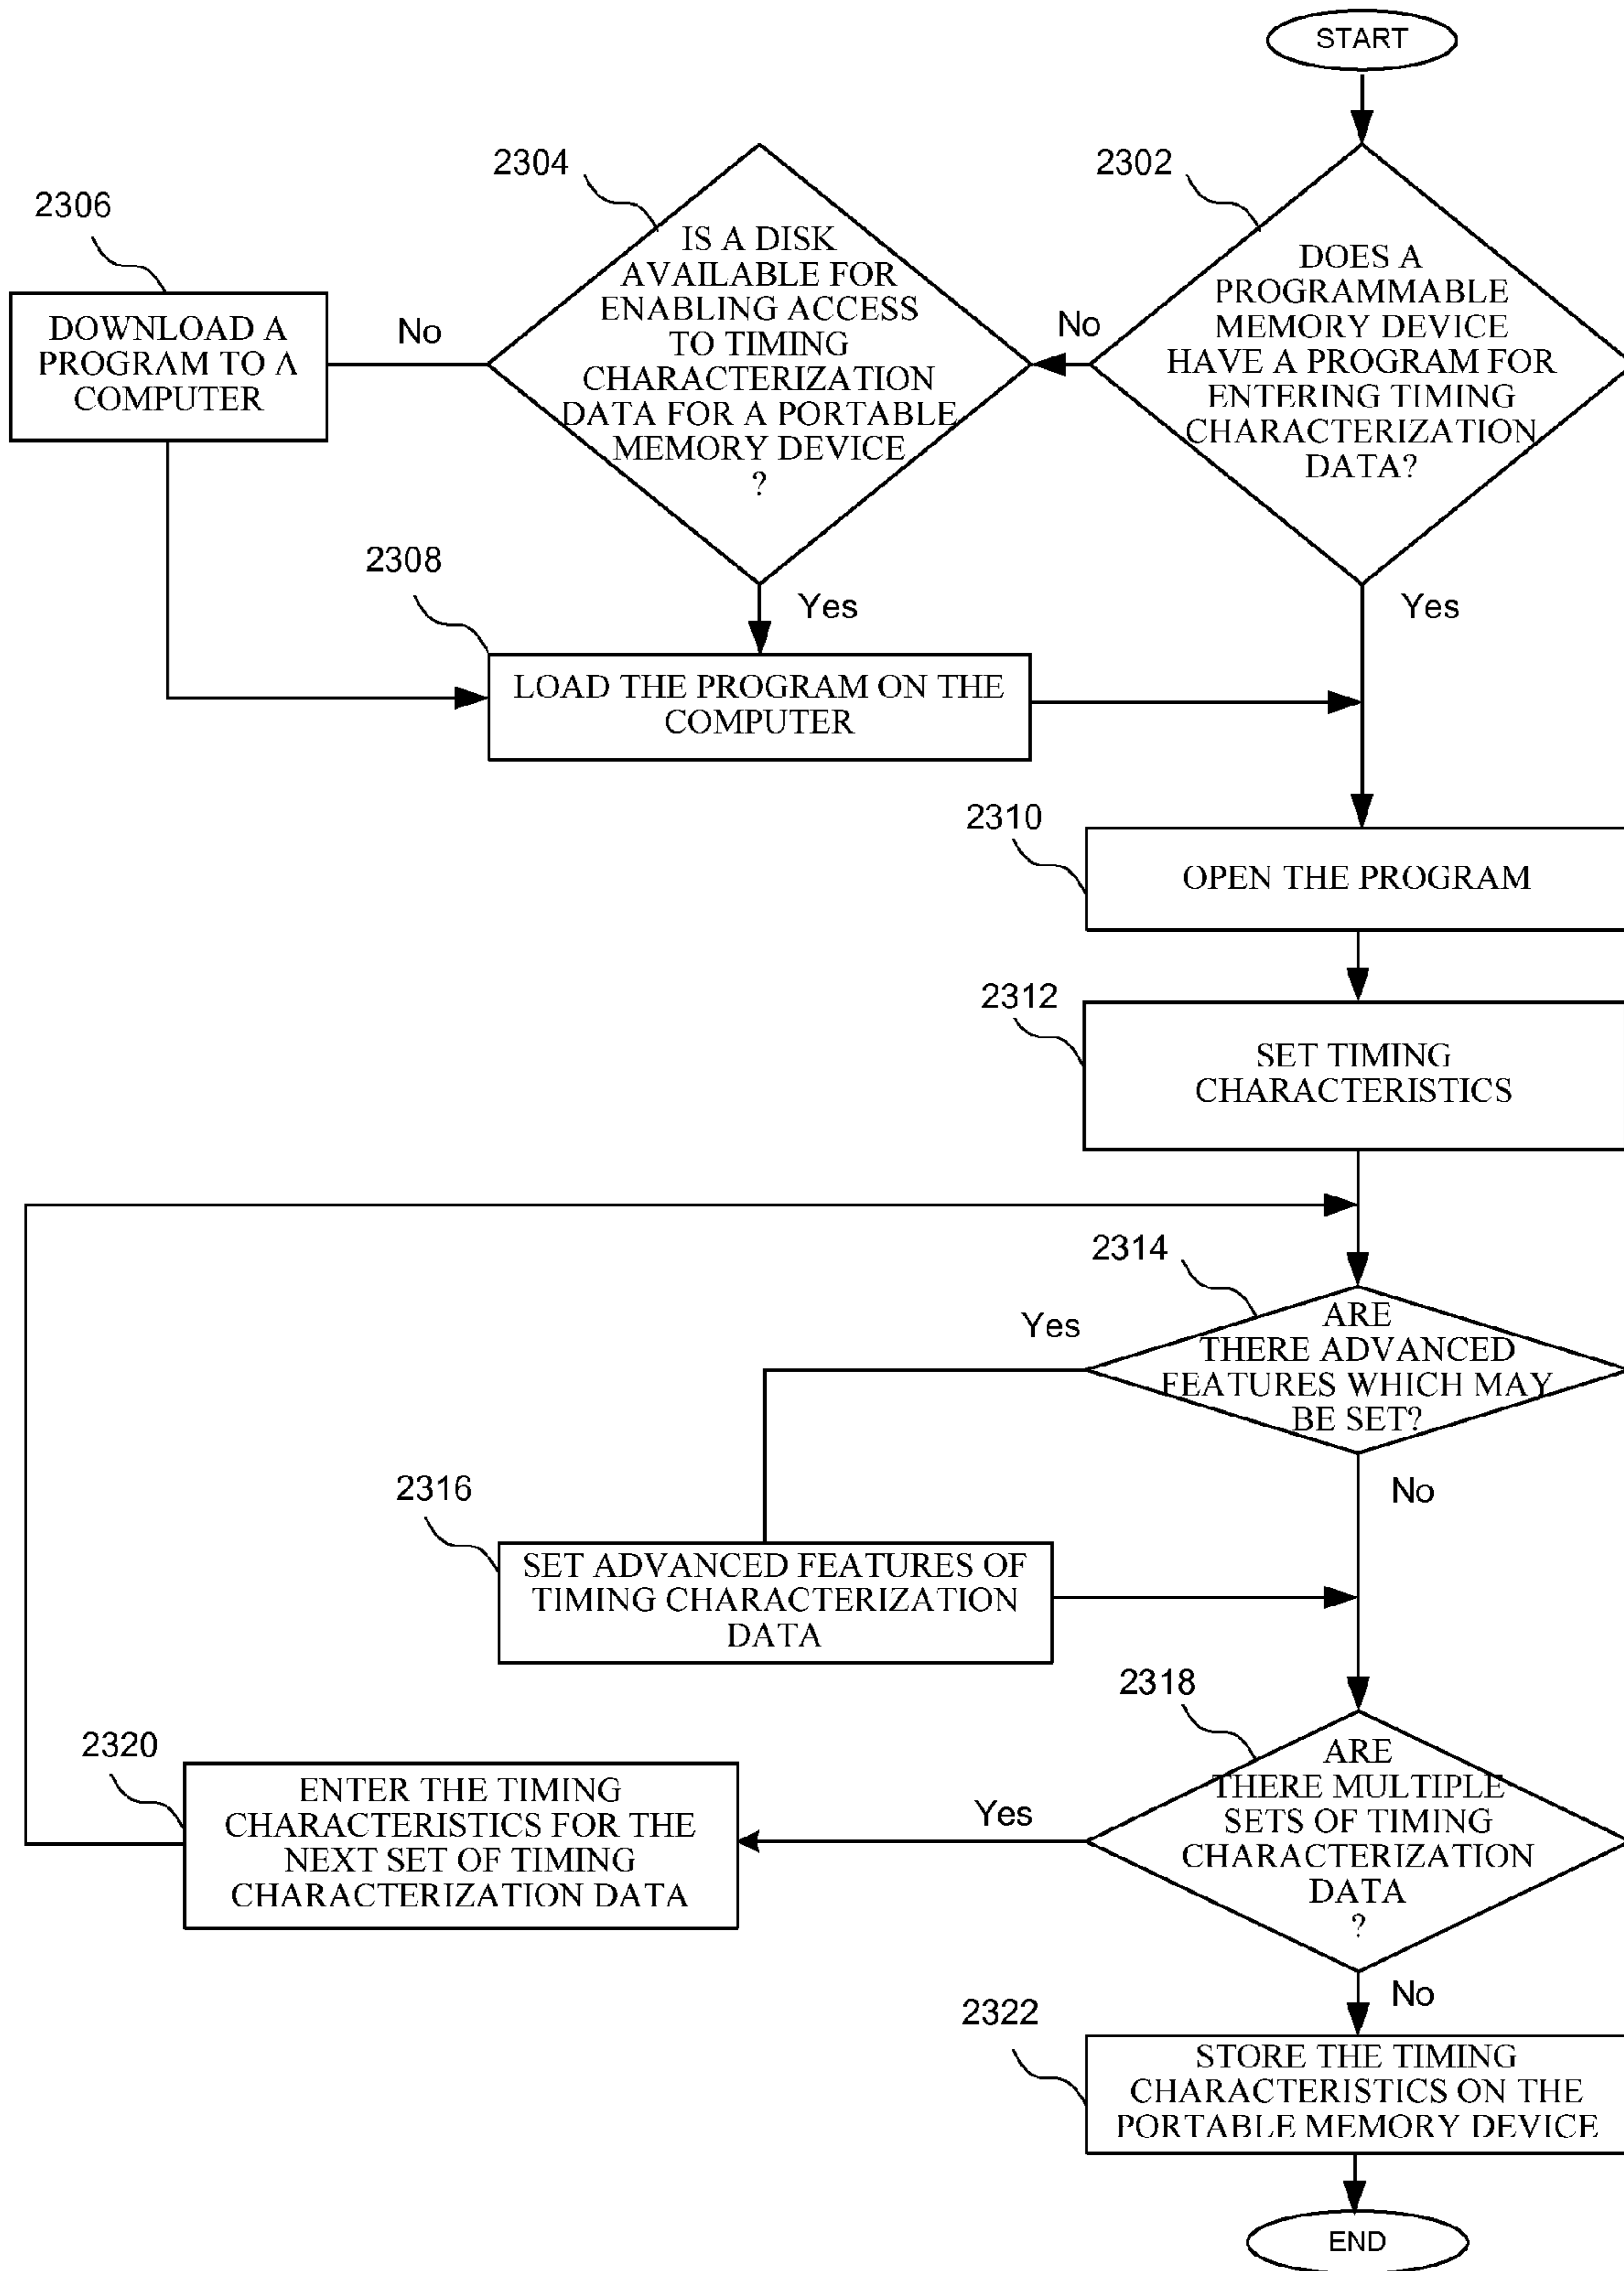 START
2302
DOES A
PROGRAMMABLE
MEMORY DEVICE
HAVE A PROGRAM FOR
ENTERING TIMING
CHARACTERIZATION
DATA?
No
Yes
2304
IS A DISK
AVAILABLE FOR
ENABLING ACCESS
TO TIMING
CHARACTERIZATION
DATA FOR A PORTABLE
MEMORY DEVICE
?
No
Yes
2306
DOWNLOAD A
PROGRAM TO A
COMPUTER
2308
LOAD THE PROGRAM ON THE
COMPUTER
2310
OPEN THE PROGRAM
2312
SET TIMING
CHARACTERISTICS
2314
ARE
THERE ADVANCED
FEATURES WHICH MAY
BE SET?
Yes
No
2316
SET ADVANCED FEATURES OF
TIMING CHARACTERIZATION
DATA
2318
ARE
THERE MULTIPLE
SETS OF TIMING
CHARACTERIZATION
DATA
?
Yes
No
2320
ENTER THE TIMING
CHARACTERISTICS FOR THE
NEXT SET OF TIMING
CHARACTERIZATION DATA
2322
STORE THE TIMING
CHARACTERISTICS ON THE
PORTABLE MEMORY DEVICE
END